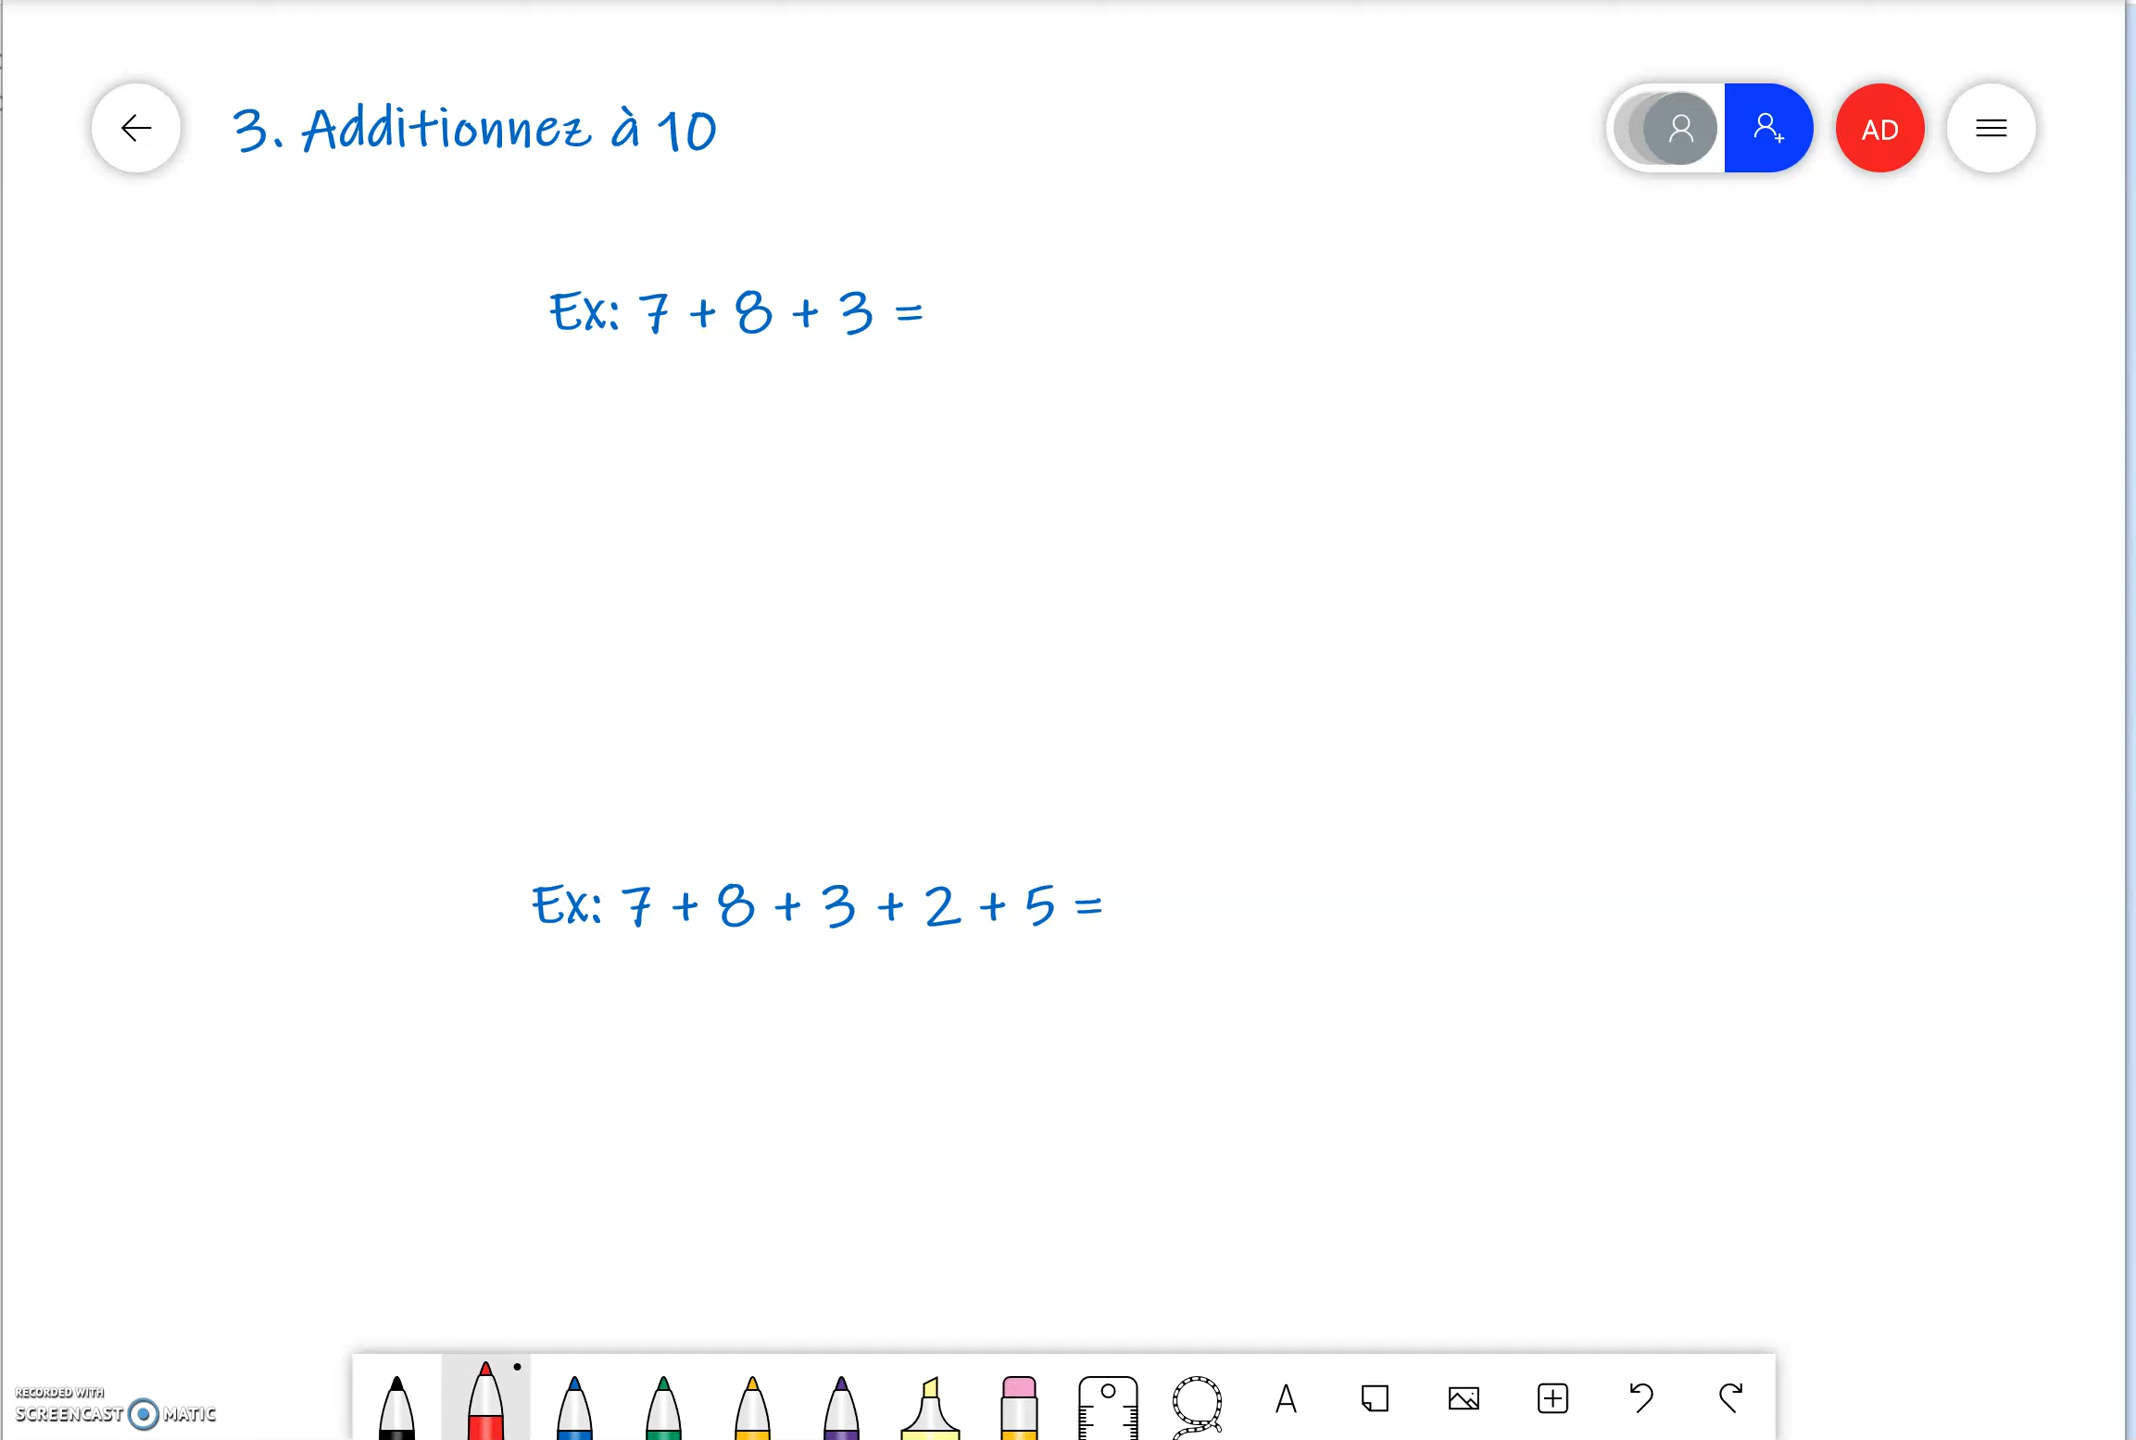 3. Additionnez à 10
AD
Ex: 7 + 8 + 3 =
Ex: 7 + 8 + 3 + 2 + 5 =
A
RECORDED WITH
SCREENCAST MATIC